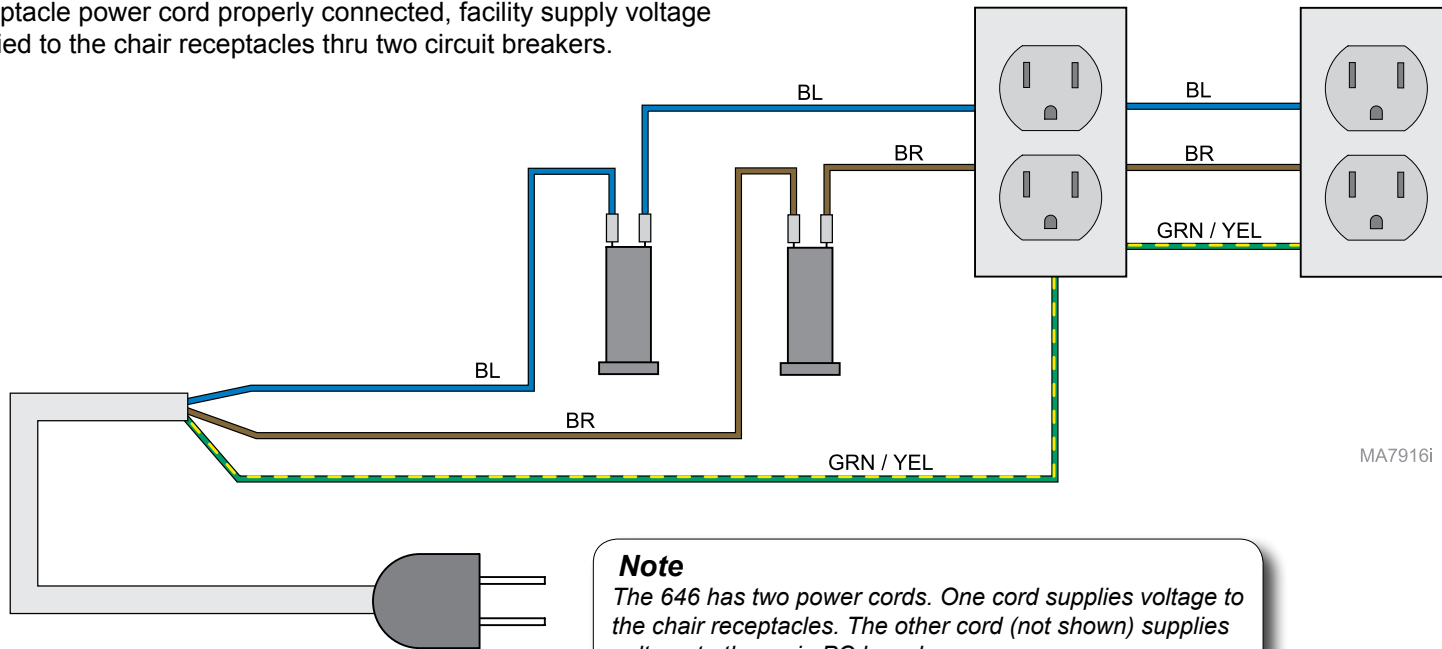 power cord properly connected, facility supply voltage
to the chair receptacles thru two circuit breakers.
BL
BL
BR
BR
GRN / YEL
BL
BR
GRN / YEL
MA7916i
Note
The 646 has two power cords. One cord supplies voltage to
the chair receptacles. The other cord (not shown) supplies